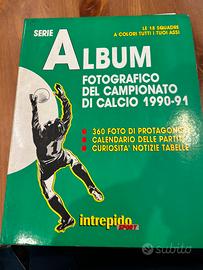 SERIE
LE 18 SQUADRE
A COLORI TUTTI I TUOI ASSI
ALBUM
FOTOGRAFICO
DEL CAMPIONATO
DI CALCIO 1990-91
360 FOTO DI PROTAGONISTI
CALENDARIO DELLE PARTITE
CURIOSITA' NOTIZIE TABELLE
intrepido
SPORT
subito